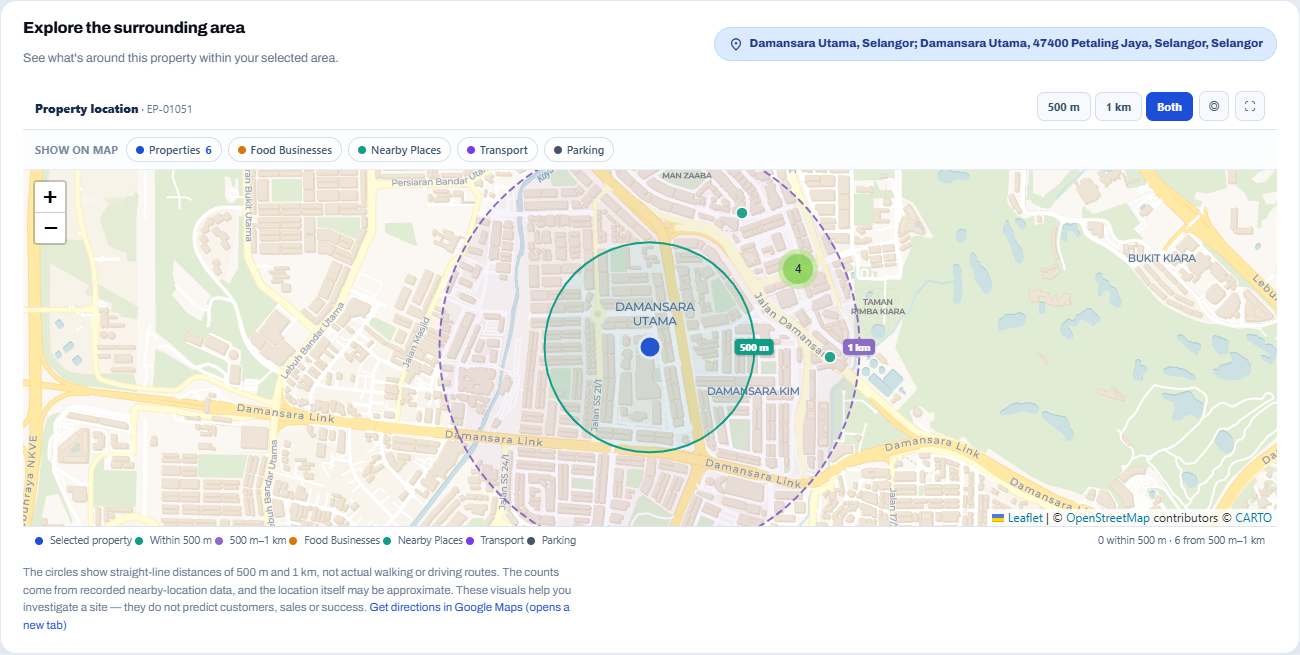 Explore the surrounding area
See what's around this property within your selected area.
Damansara Utama, Selangor; Damansara Utama, 47400 Petaling Jaya, Selangor, Selangor
Property location · EP-01051
500 m
1 km
Both
SHOW ON MAP
Properties 6
Food Businesses
Nearby Places
Transport
Parking
+
−
Persiaran Bandar Utama
MAN ZAABA
ran Bukit Utama
BUKIT KIARA
4
TAMAN
RIMBA KIARA
DAMANSARA
UTAMA
Jalan Damansara
Lebuh Bandar Utama
Jalan Masjid
500 m
1 km
DAMANSARA KIM
Jalan SS 21/1
Damansara Link
Damansara Link
Damansara Link
Damansara Link
Jalan SS 24/1
buh Bandar Utama
Leaflet | © OpenStreetMap contributors © CARTO
Selected property
Within 500 m
500 m–1 km
Food Businesses
Nearby Places
Transport
Parking
0 within 500 m · 6 from 500 m–1 km
The circles show straight-line distances of 500 m and 1 km, not actual walking or driving routes. The counts
come from recorded nearby-location data, and the location itself may be approximate. These visuals help you
investigate a site — they do not predict customers, sales or success. Get directions in Google Maps (opens a
new tab)